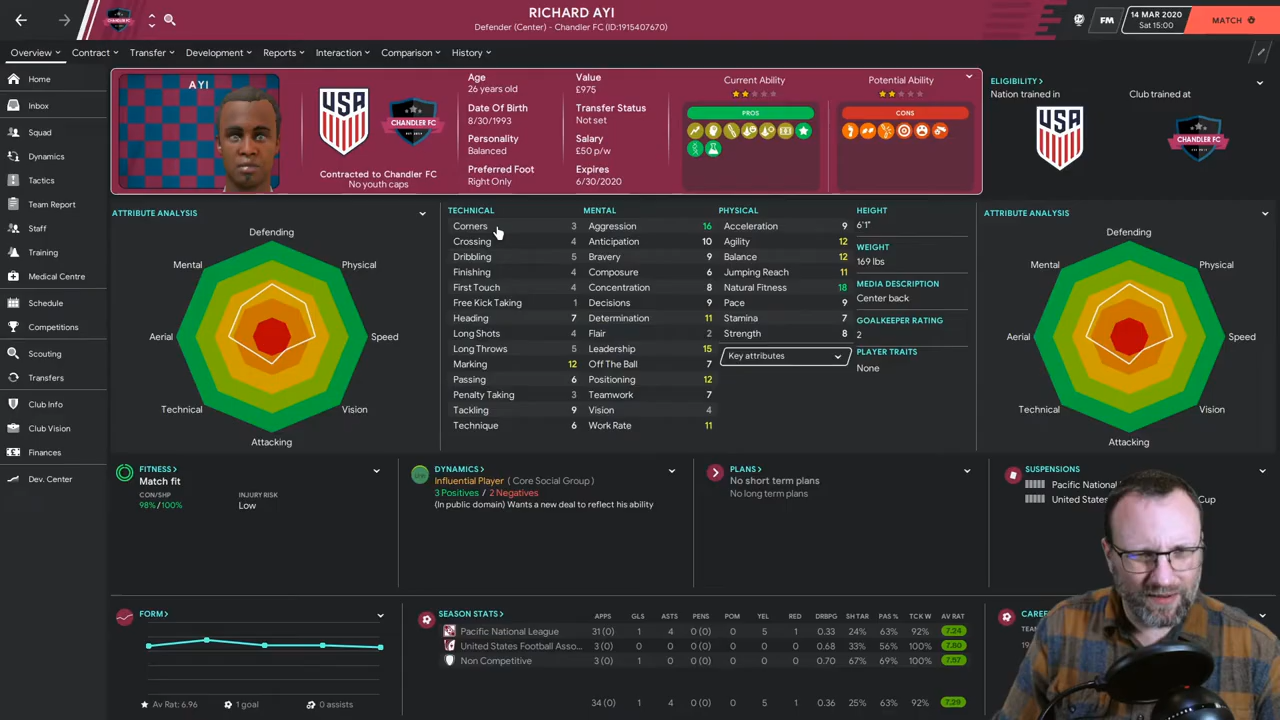 RICHARD AYI
Defender (Center) - Chandler FC (ID:1915407670)
FM
14 MAR 2020
Sat 15:00
MATCH
Overview
Contract
Transfer
Development
Reports
Interaction
Comparison
History
Home
Inbox
Squad
Dynamics
Tactics
Team Report
Staff
Training
Medical Centre
Schedule
Competitions
Scouting
Transfers
Club Info
Club Vision
Finances
Dev. Center
AYI
USA
CHANDLER FC
Contracted to Chandler FC
No youth caps
Age
26 years old
Date Of Birth
8/30/1993
Personality
Balanced
Preferred Foot
Right Only
Value
£975
Transfer Status
Not set
Salary
£50 p/w
Expires
6/30/2020
Current Ability
PROS
Potential Ability
CONS
ELIGIBILITY>
Nation trained in
Club trained at
USA
CHANDLER FC
ATTRIBUTE ANALYSIS
Defending
Mental
Physical
Aerial
Speed
Technical
Vision
Attacking
TECHNICAL
Corners 3
Crossing 4
Dribbling 5
Finishing 4
First Touch 4
Free Kick Taking 1
Heading 7
Long Shots 4
Long Throws 5
Marking 12
Passing 6
Penalty Taking 3
Tackling 9
Technique 6
MENTAL
Aggression 16
Anticipation 10
Bravery 9
Composure 6
Concentration 8
Decisions 9
Determination 11
Flair 2
Leadership 15
Off The Ball 7
Positioning 12
Teamwork 7
Vision 4
Work Rate 11
PHYSICAL
Acceleration 9
Agility 12
Balance 12
Jumping Reach 11
Natural Fitness 18
Pace 9
Stamina 7
Strength 8
Key attributes
HEIGHT
6'1"
WEIGHT
169 lbs
MEDIA DESCRIPTION
Center back
GOALKEEPER RATING
2
PLAYER TRAITS
None
ATTRIBUTE ANALYSIS
Defending
Mental
Physical
Aerial
Speed
Technical
Vision
Attacking
FITNESS>
Match fit
CON/SHP
98%/100%
INJURY RISK
Low
DYNAMICS>
Influential Player ( Core Social Group )
3 Positives / 2 Negatives
(In public domain) Wants a new deal to reflect his ability
PLANS>
No short term plans
No long term plans
SUSPENSIONS
Pacific National
United States Cup
FORM>
Av Rat: 6.96
1 goal
0 assists
SEASON STATS>
APPS GLS ASTS PENS POM YEL RED DRBPG SH TAR PAS % TCK W AV RAT
Pacific National League 31 (0) 1 4 0 (0) 0 5 1 0.33 24% 63% 92% 7.24
United States Football Asso... 3 (0) 0 0 0 (0) 0 0 0 0.68 33% 56% 100% 7.80
Non Competitive 3 (0) 1 0 0 (0) 0 0 0 0.70 67% 69% 100%
34 (0) 1 4 0 (0) 0 5 1 0.36 25% 63% 92% 7.29